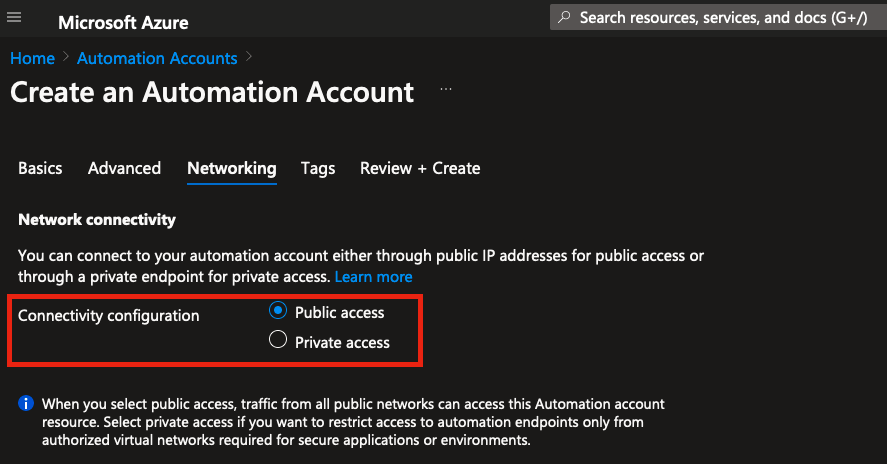 Microsoft Azure
Search resources, services, and docs (G+/)
Home > Automation Accounts >
Create an Automation Account ...
Basics Advanced Networking Tags Review + Create
Network connectivity
You can connect to your automation account either through public IP addresses for public access or
through a private endpoint for private access. Learn more
Connectivity configuration Public access
Private access
When you select public access, traffic from all public networks can access this Automation account
resource. Select private access if you want to restrict access to automation endpoints only from
authorized virtual networks required for secure applications or environments.